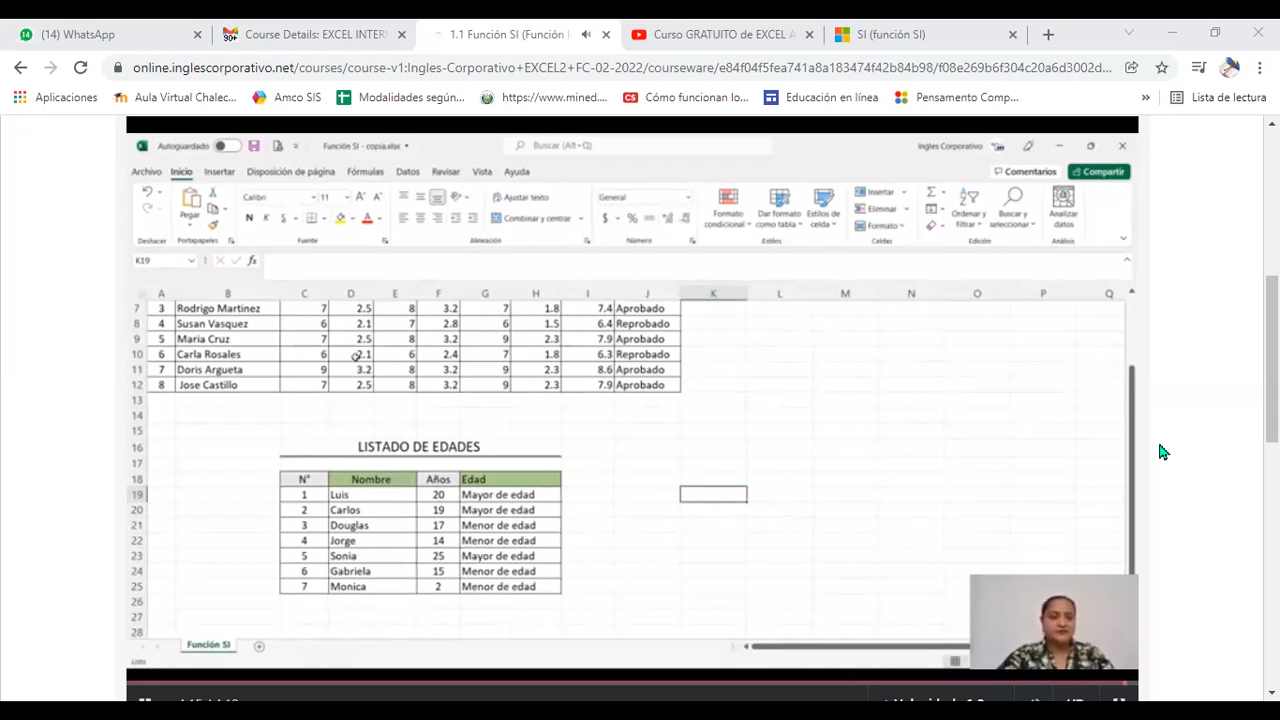 (14) WhatsApp
Course Details: EXCEL INTER
1.1 Función SI (Función
Curso GRATUITO de EXCEL A
SI (función SI)
online.inglescorporativo.net/courses/course-v1:Ingles-Corporativo+EXCEL2+FC-02-2022/courseware/e84f04f5fea741a8a183474f42b84b98/f08e269b6f304c20a6d3002d...
Aplicaciones
Aula Virtual Chalec...
Amco SIS
Modalidades según...
https://www.mined....
Cómo funcionan lo...
Educación en línea
Pensamento Comp...
»
Lista de lectura
Autoguardado
Función SI - copia.xlsx
Buscar (Alt+Q)
Ingles Corporativo
Archivo Inicio Insertar Disposición de página Fórmulas Datos Revisar Vista Ayuda
Comentarios
Compartir
Calibri 11
Ajustar texto
General
Pegar
N K S
Combinar y centrar
$ % 000
Formato condicional
Dar formato como tabla
Estilos de celda
Insertar
Eliminar
Formato
Ordenar y filtrar
Buscar y seleccionar
Analizar datos
Deshacer Portapapeles Fuente Alineación Número Estilos Celdas Edición Análisis
K19 fx
A B C D E F G H I J K L M N O P Q
7 3 Rodrigo Martinez 7 2.5 8 3.2 7 1.8 7.4 Aprobado
8 4 Susan Vasquez 6 2.1 7 2.8 6 1.5 6.4 Reprobado
9 5 Maria Cruz 7 2.5 8 3.2 9 2.3 7.9 Aprobado
10 6 Carla Rosales 6 2.1 6 2.4 7 1.8 6.3 Reprobado
11 7 Doris Argueta 9 3.2 8 3.2 9 2.3 8.6 Aprobado
12 8 Jose Castillo 7 2.5 8 3.2 9 2.3 7.9 Aprobado
13
14
15
16 LISTADO DE EDADES
17
18 N° Nombre Años Edad
19 1 Luis 20 Mayor de edad
20 2 Carlos 19 Mayor de edad
21 3 Douglas 17 Menor de edad
22 4 Jorge 14 Menor de edad
23 5 Sonia 25 Mayor de edad
24 6 Gabriela 15 Menor de edad
25 7 Monica 2 Menor de edad
26
27
28
Función SI
Listo